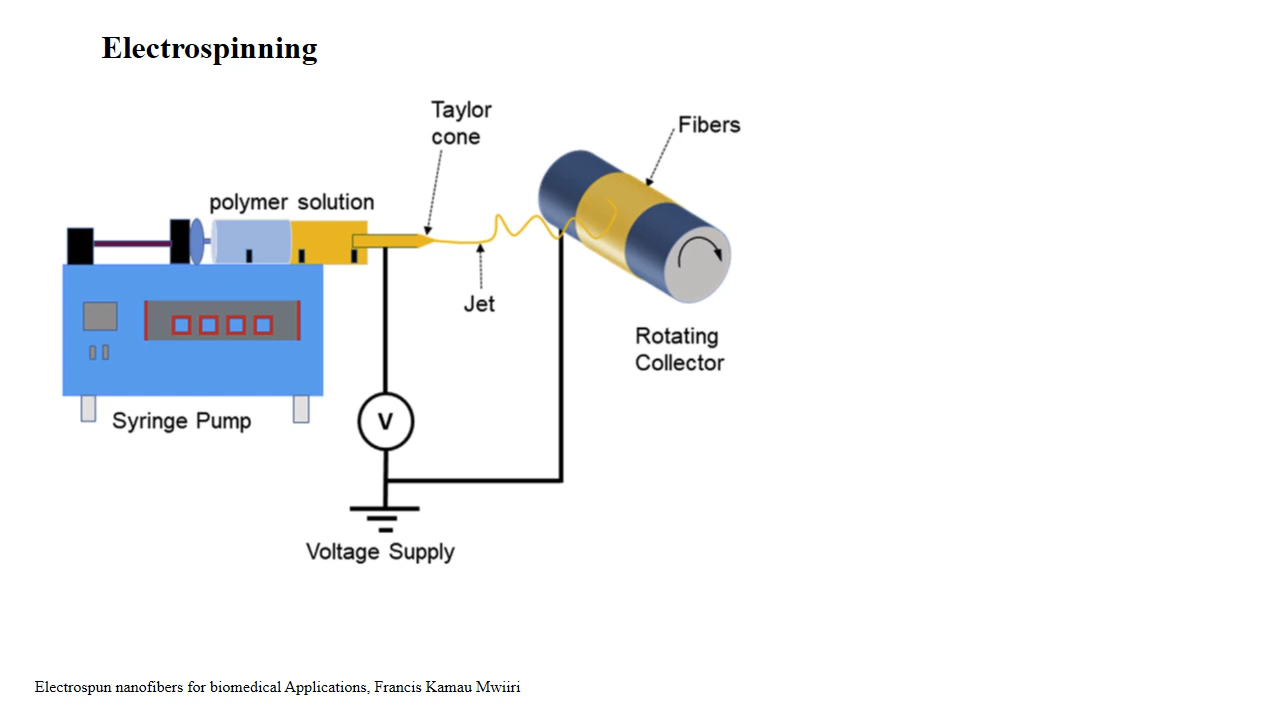 Electrospinning
Taylor
cone
Fibers
polymer solution
Jet
Rotating
Collector
Syringe Pump
V
Voltage Supply
Electrospun nanofibers for biomedical Applications, Francis Kamau Mwiiri